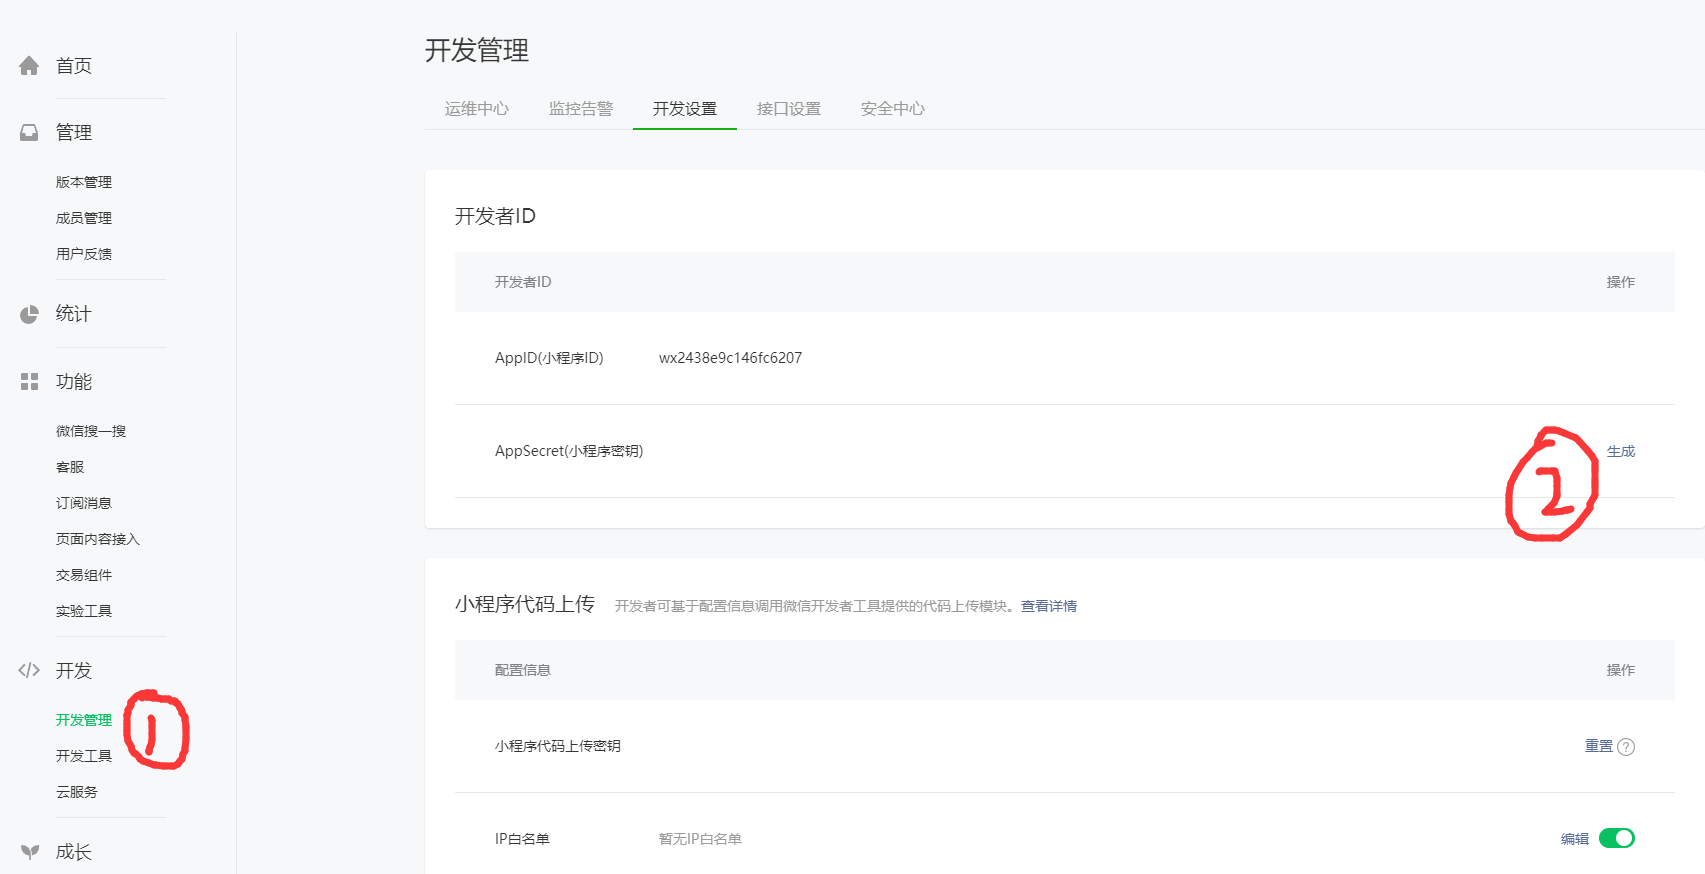 首页
管理
版本管理
成员管理
用户反馈
统计
功能
微信搜一搜
客服
订阅消息
页面内容接入
交易组件
实验工具
开发
开发管理
1
开发工具
云服务
成长
开发管理
运维中心 监控告警 开发设置 接口设置 安全中心
开发者ID
开发者ID 操作
AppID(小程序ID) wx2438e9c146fc6207
AppSecret(小程序密钥) 生成
2
小程序代码上传 开发者可基于配置信息调用微信开发者工具提供的代码上传模块。查看详情
配置信息 操作
小程序代码上传密钥 重置 ?
IP白名单 暂无IP白名单 编辑